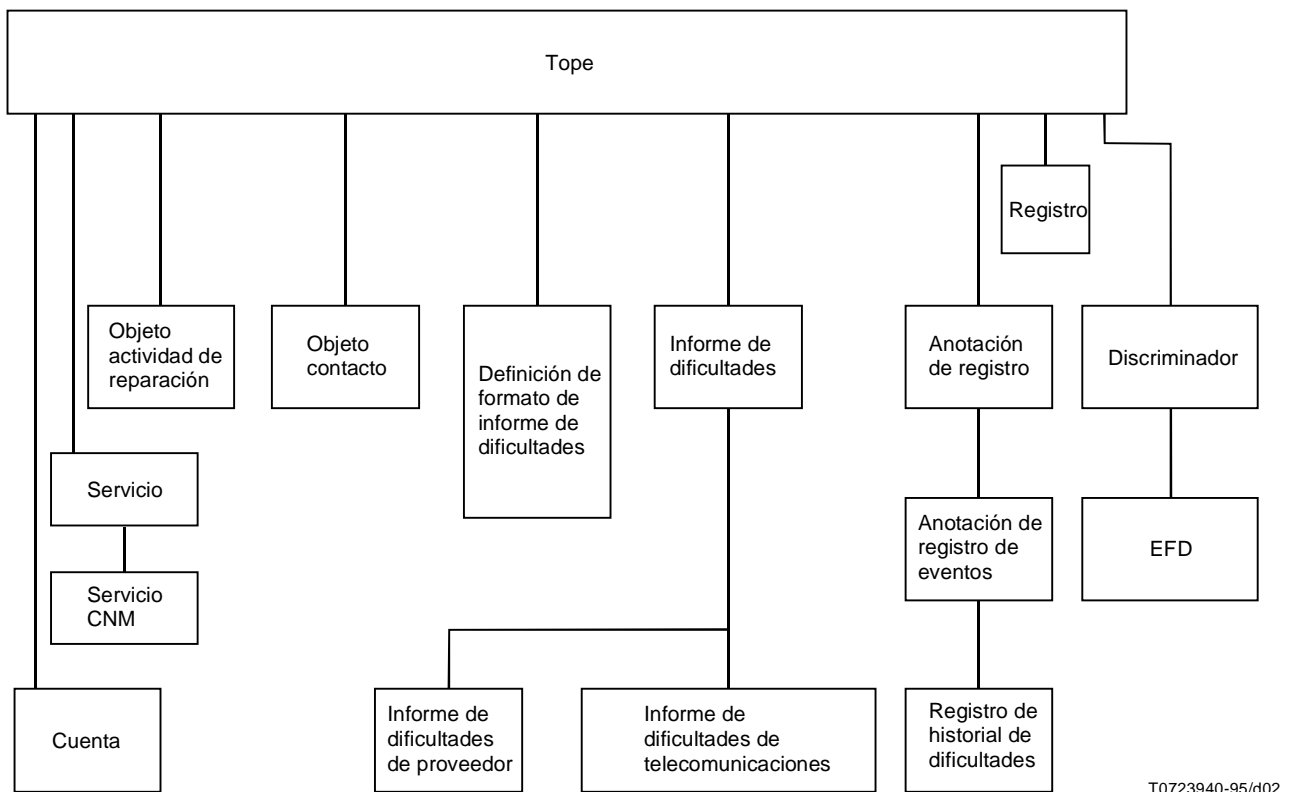 Tope
Registro
Objeto
actividad de
reparación
Objeto
contacto
Definición de
formato de
informe de
dificultades
Informe de
dificultades
Anotación
de registro
Discriminador
Servicio
Anotación de
registro de
eventos
EFD
Servicio
CNM
Cuenta
Informe de
dificultades
de proveedor
Informe de
dificultades de
telecomunicaciones
Registro de
historial de
dificultades
T0723940-95/d02